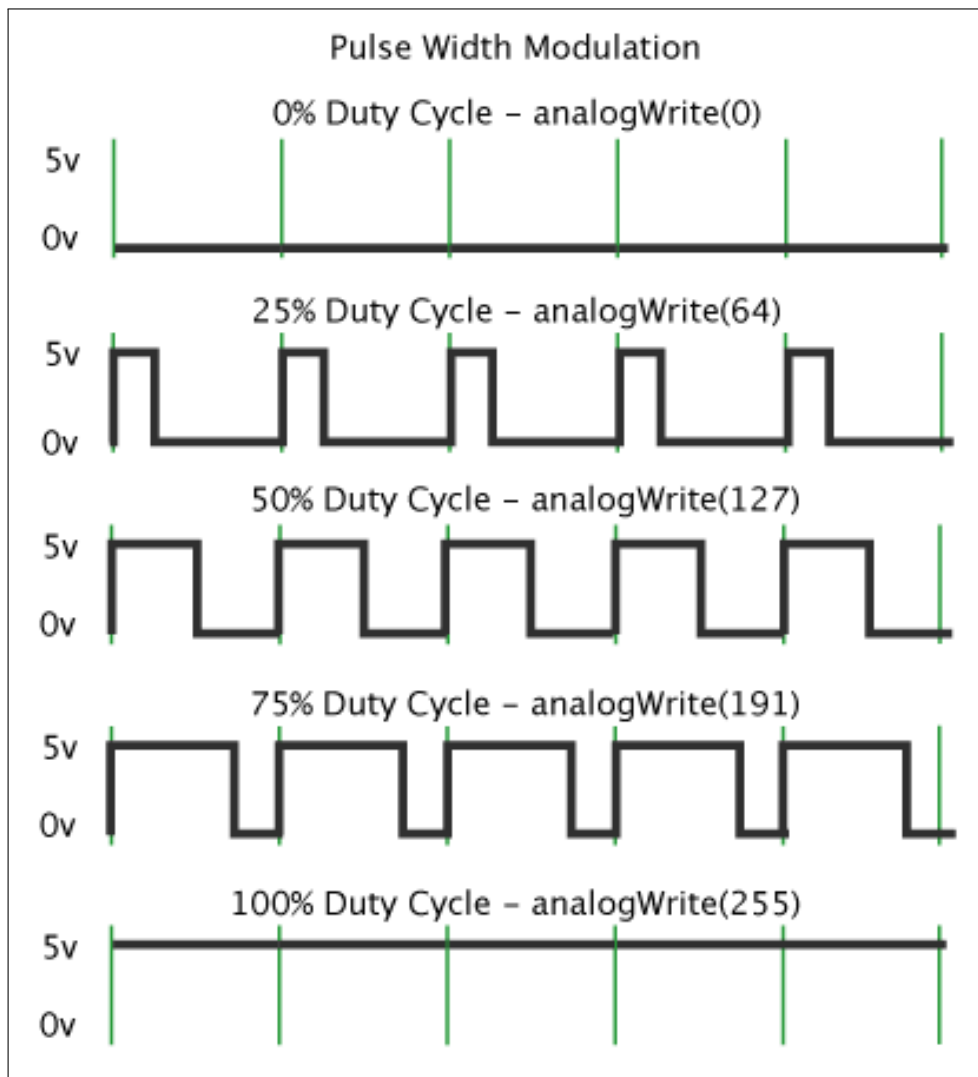 Pulse Width Modulation
0% Duty Cycle – analogWrite(0)
5v
0v
25% Duty Cycle – analogWrite(64)
5v
0v
50% Duty Cycle – analogWrite(127)
5v
0v
75% Duty Cycle – analogWrite(191)
5v
0v
100% Duty Cycle – analogWrite(255)
5v
0v